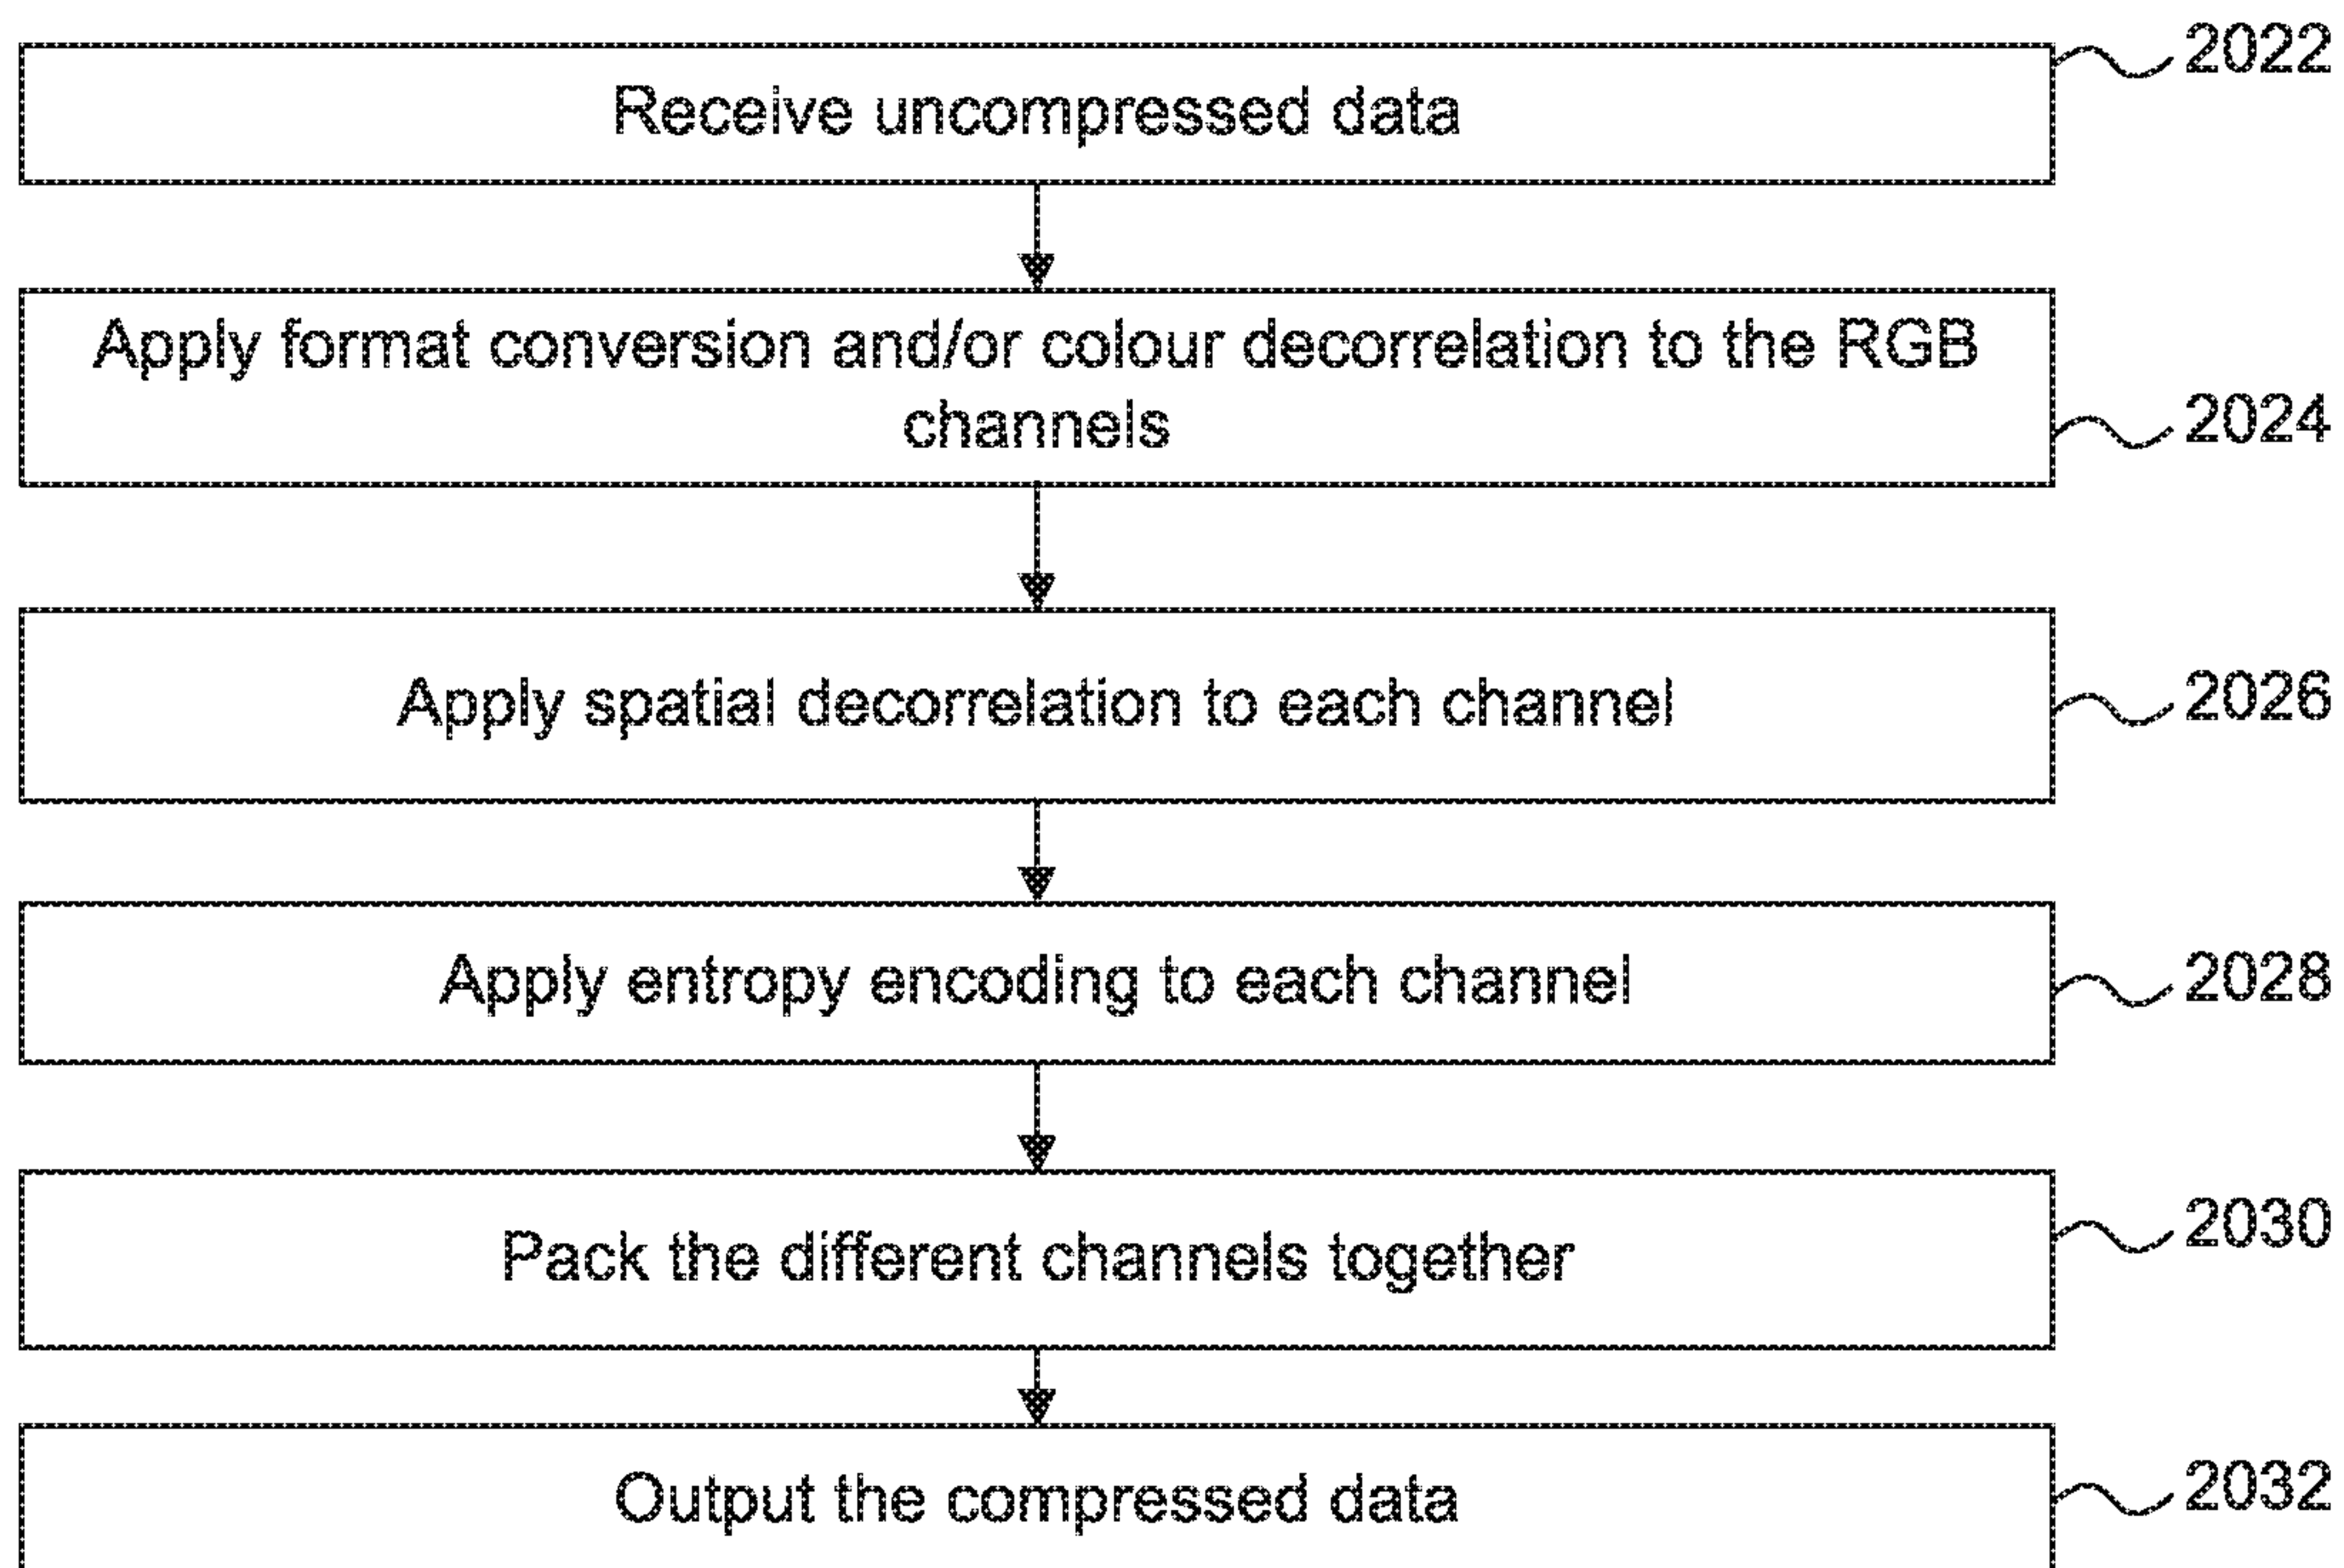 2022
Receive uncompressed data
Apply format conversion and/or colour decorrelation to the RGB
channels
2024
Apply spatial decorrelation to each channel
2026
Apply entropy encoding to each channel
2028
Pack the different channels together
2030
Output the compressed data
2032